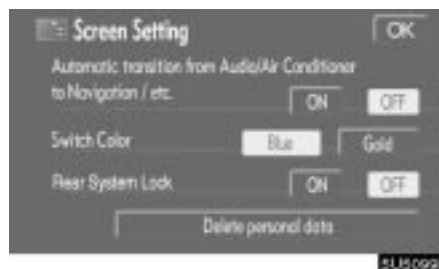 Screen Setting
OK
Automatic transition from Audio/Air Conditioner
to Navigation / etc.
ON
OFF
Switch Color
Blue
Gold
Rear System Lock
ON
OFF
Delete personal data
5U5099